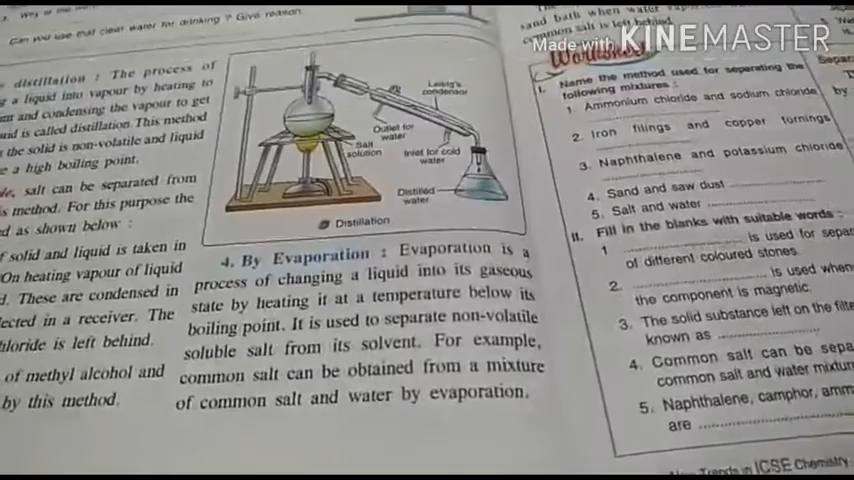 Can you use that clear water for drinking ? Give reason.
distillation : The process of
a liquid into vapour by heating to
and condensing the vapour to get
is called distillation. This method
the solid is non-volatile and liquid
a high boiling point.
salt can be separated from
method. For this purpose the
as shown below :
solid and liquid is taken in
On heating vapour of liquid
These are condensed in
in a receiver. The
is left behind.
of methyl alcohol and
by this method.
Leibig's
condensor
Outlet for
water
Salt
solution
Inlet for cold
water
Distilled
water
Distillation
4. By Evaporation : Evaporation is a
process of changing a liquid into its gaseous
state by heating it at a temperature below its
boiling point. It is used to separate non-volatile
soluble salt from its solvent. For example,
common salt can be obtained from a mixture
of common salt and water by evaporation.
sand bath when water
common salt is left behind.
Made with KINEMASTER
Worksheet
I. Name the method used for separating the
following mixtures :
1. Ammonium chloride and sodium chloride
2. Iron filings and copper tornings
3. Naphthalene and potassium chloride
4. Sand and saw dust
5. Salt and water
II. Fill in the blanks with suitable words :
1 is used for
of different coloured stones.
2. is used when
the component is magnetic.
3. The solid substance left on the
known as
4. Common salt can be
common salt and water
5. Naphthalene, camphor,
are
by
Trends in ICSE Chemistry